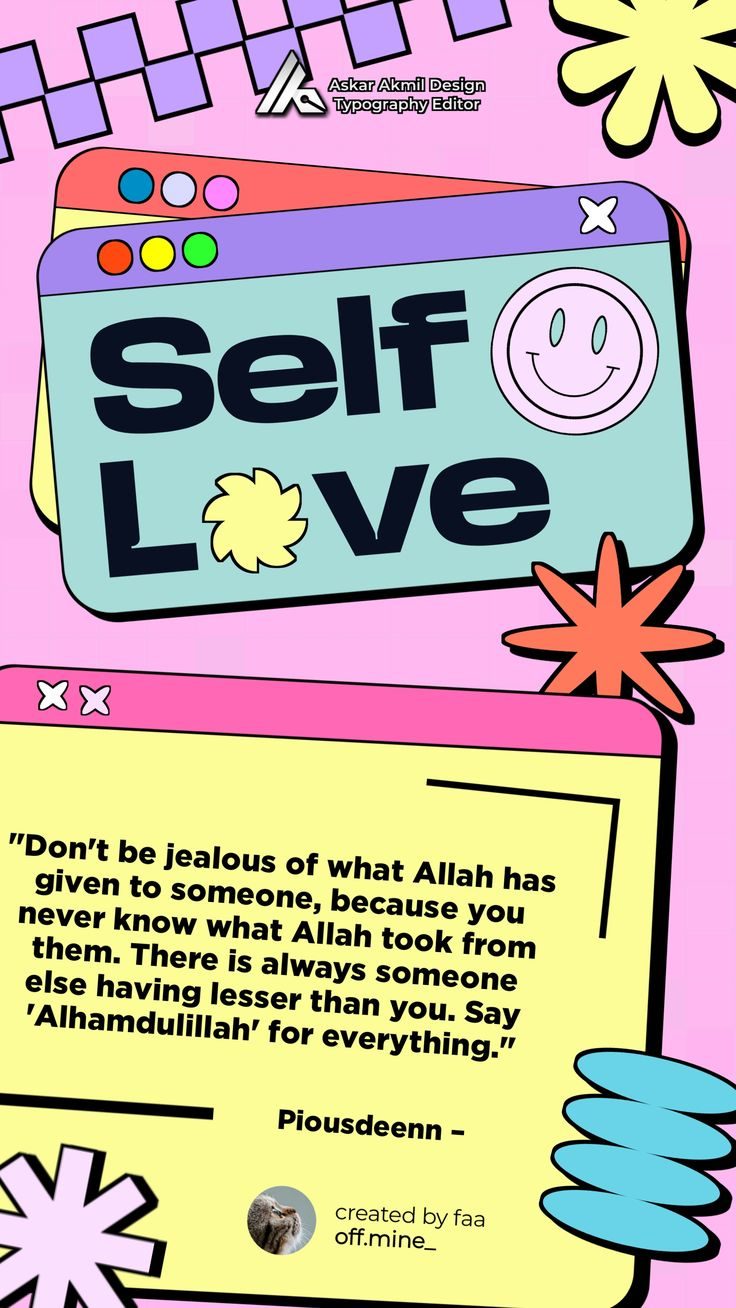 Askar Akmil Design
Typography Editor
Self
Love
"Don't be jealous of what Allah has
given to someone, because you
never know what Allah took from
them. There is always someone
else having lesser than you. Say
'Alhamdulillah' for everything."
Piousdeenn –
created by faa
off.mine_